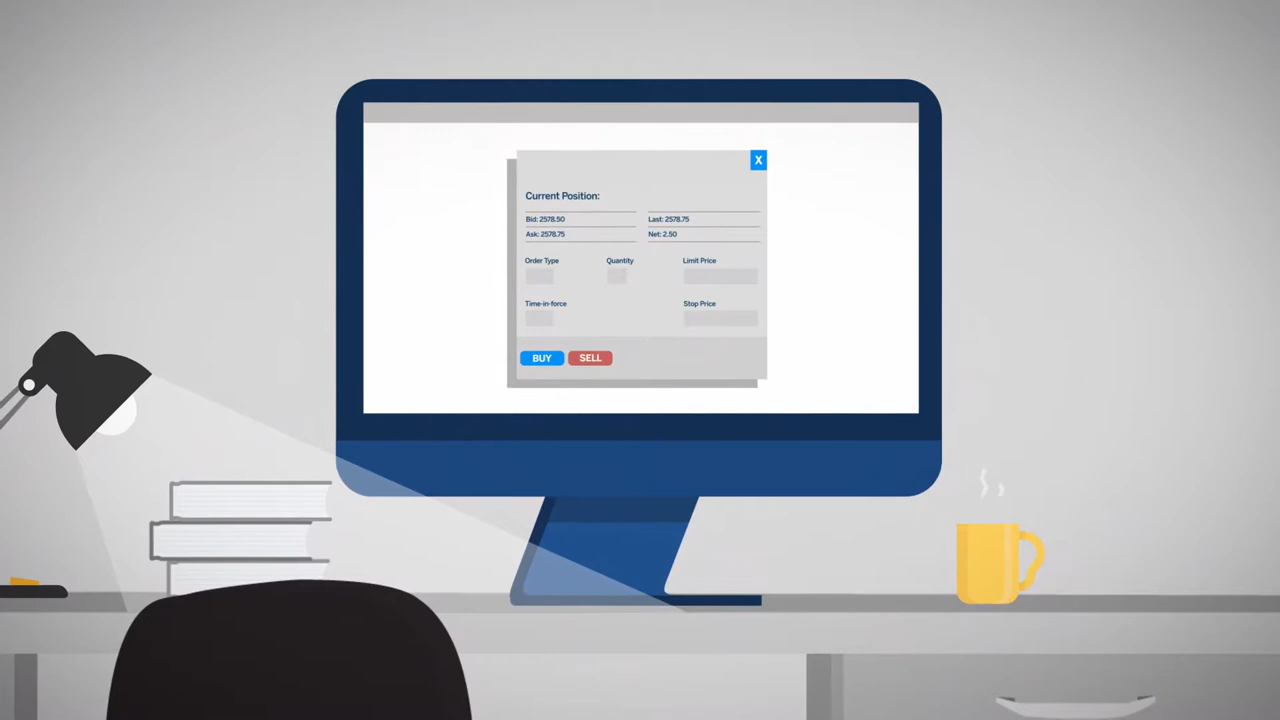 X
Current Position:
Bid: 2578.50 Last: 2578.75
Ask: 2578.75 Net: 2.50
Order Type Quantity Limit Price
Time-in-force Stop Price
BUY SELL